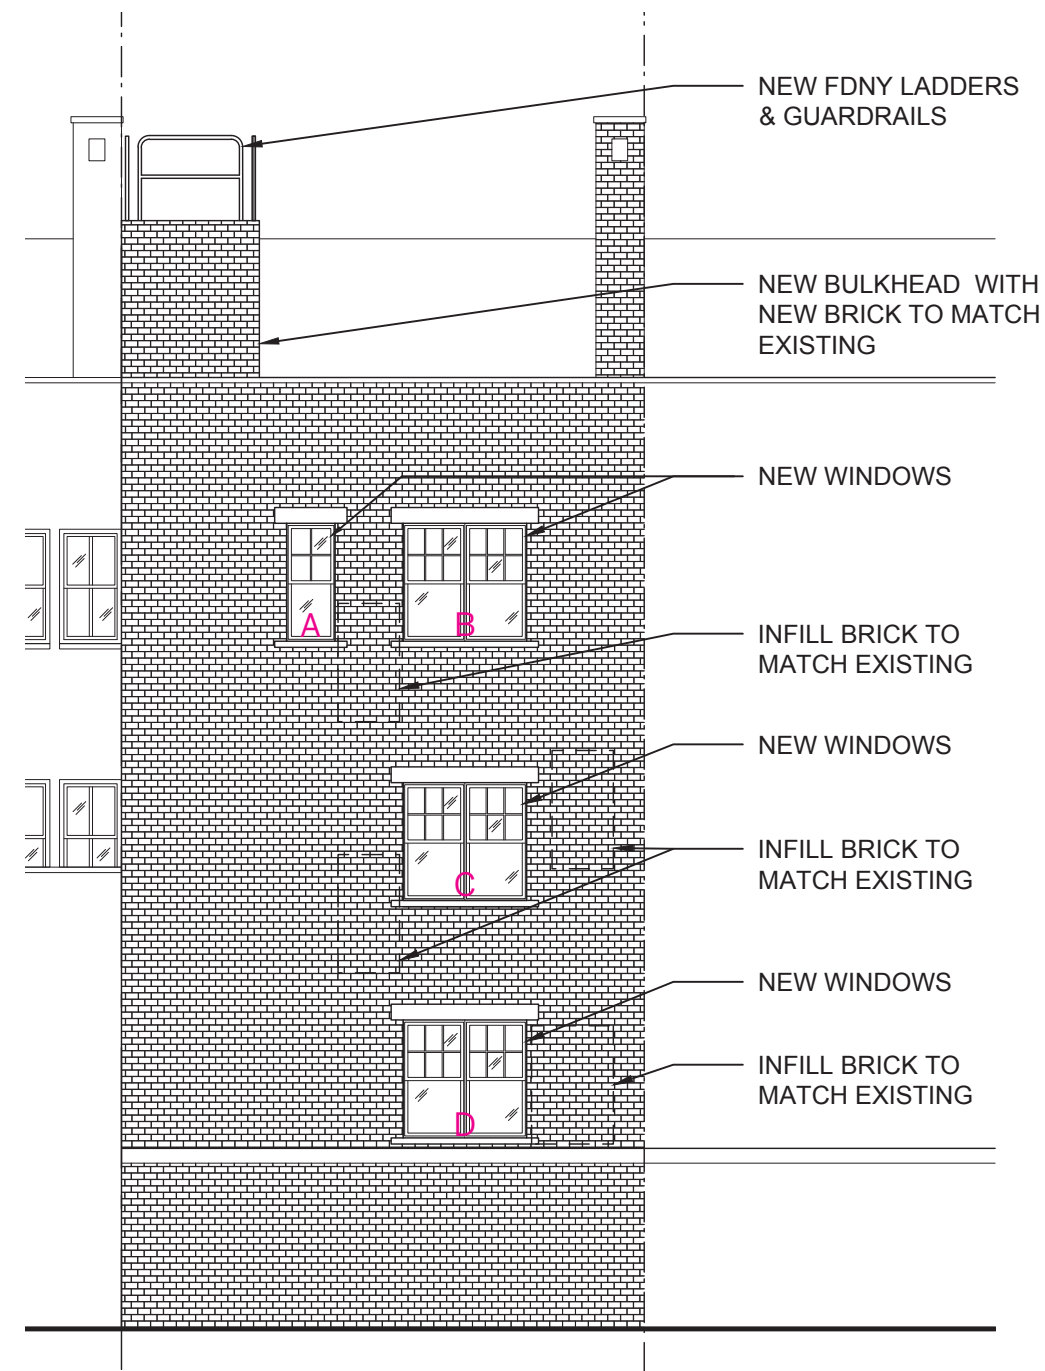 NEW FDNY LADDERS
& GUARDRAILS
NEW BULKHEAD WITH
NEW BRICK TO MATCH
EXISTING
NEW WINDOWS
A
B
INFILL BRICK TO
MATCH EXISTING
NEW WINDOWS
C
INFILL BRICK TO
MATCH EXISTING
NEW WINDOWS
INFILL BRICK TO
MATCH EXISTING
D